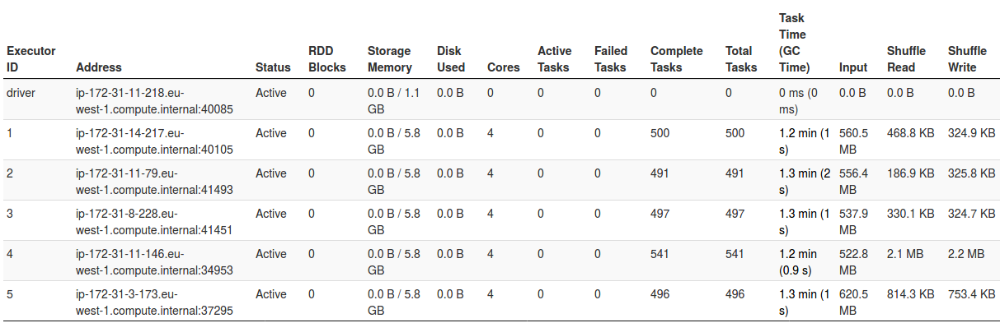 Executor ID | Address | Status | RDD Blocks | Storage Memory | Disk Used | Cores | Active Tasks | Failed Tasks | Complete Tasks | Total Tasks | Task Time (GC Time) | Input | Shuffle Read | Shuffle Write
driver | ip-172-31-11-218.eu-west-1.compute.internal:40085 | Active | 0 | 0.0 B / 1.1 GB | 0.0 B | 0 | 0 | 0 | 0 | 0 | 0 ms (0 ms) | 0.0 B | 0.0 B | 0.0 B
1 | ip-172-31-14-217.eu-west-1.compute.internal:40105 | Active | 0 | 0.0 B / 5.8 GB | 0.0 B | 4 | 0 | 0 | 500 | 500 | 1.2 min (1 s) | 560.5 MB | 468.8 KB | 324.9 KB
2 | ip-172-31-11-79.eu-west-1.compute.internal:41493 | Active | 0 | 0.0 B / 5.8 GB | 0.0 B | 4 | 0 | 0 | 491 | 491 | 1.3 min (2 s) | 556.4 MB | 186.9 KB | 325.8 KB
3 | ip-172-31-8-228.eu-west-1.compute.internal:41451 | Active | 0 | 0.0 B / 5.8 GB | 0.0 B | 4 | 0 | 0 | 497 | 497 | 1.3 min (1 s) | 537.9 MB | 330.1 KB | 324.7 KB
4 | ip-172-31-11-146.eu-west-1.compute.internal:34953 | Active | 0 | 0.0 B / 5.8 GB | 0.0 B | 4 | 0 | 0 | 541 | 541 | 1.2 min (0.9 s) | 522.8 MB | 2.1 MB | 2.2 MB
5 | ip-172-31-3-173.eu-west-1.compute.internal:37295 | Active | 0 | 0.0 B / 5.8 GB | 0.0 B | 4 | 0 | 0 | 496 | 496 | 1.3 min (1 s) | 620.5 MB | 814.3 KB | 753.4 KB